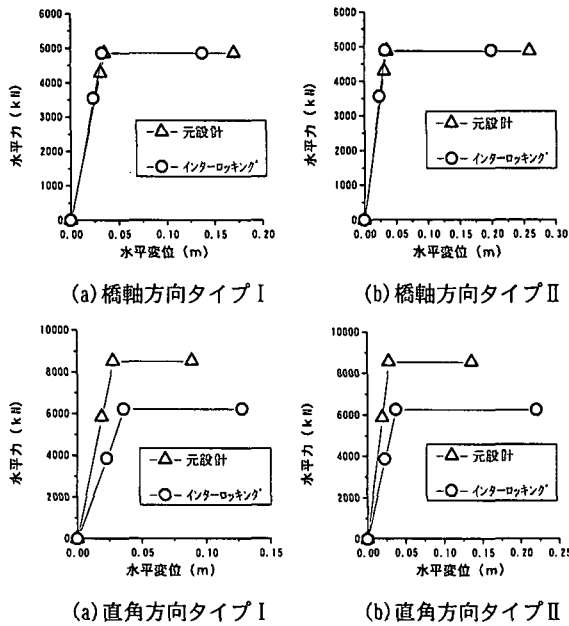 水平力 (kN)
6000
5000
4000
3000
2000
1000
0
0.00 0.05 0.10 0.15 0.20
水平変位 (m)
-△- 元設計
-○- インターロッキング
(a) 橋軸方向タイプⅠ
水平力 (kN)
6000
5000
4000
3000
2000
1000
0
0.00 0.05 0.10 0.15 0.20 0.25 0.30
水平変位 (m)
-△- 元設計
-○- インターロッキング
(b) 橋軸方向タイプⅡ
水平力 (kN)
10000
8000
6000
4000
2000
0
0.00 0.05 0.10 0.15
水平変位 (m)
-△- 元設計
-○- インターロッキング
(a) 直角方向タイプⅠ
水平力 (kN)
10000
8000
6000
4000
2000
0
0.00 0.05 0.10 0.15 0.20 0.25
水平変位 (m)
-△- 元設計
-○- インターロッキング
(b) 直角方向タイプⅡ